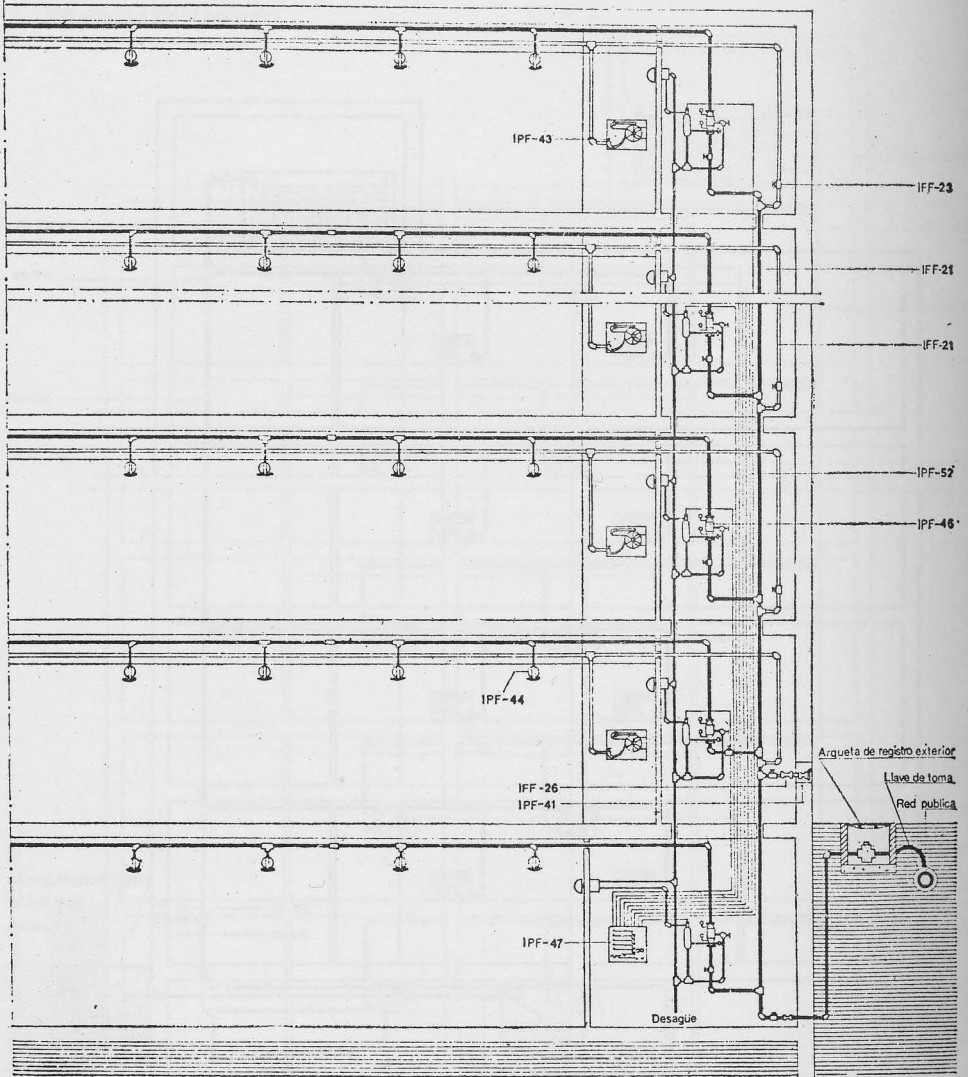 IPF-43
IFF-23
IFF-21
IFF-21
IPF-52
IPF-46
IPF-44
Arqueta de registro exterior
Llave de toma
Red publica
IFF-26
IPF-41
IPF-47
Desagüe